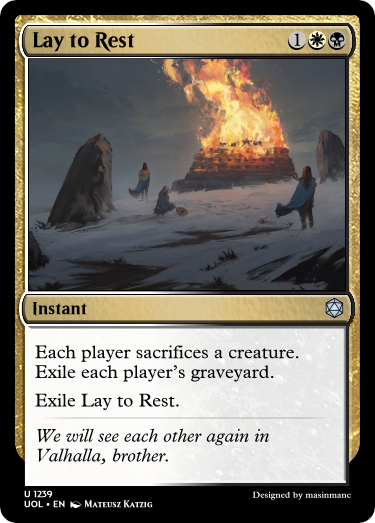 Lay to Rest 1
Instant
Each player sacrifices a creature.
Exile each player's graveyard.
Exile Lay to Rest.
We will see each other again in
Valhalla, brother.
U 1239
UOL • EN Mateusz Katzig
Designed by masinmanc